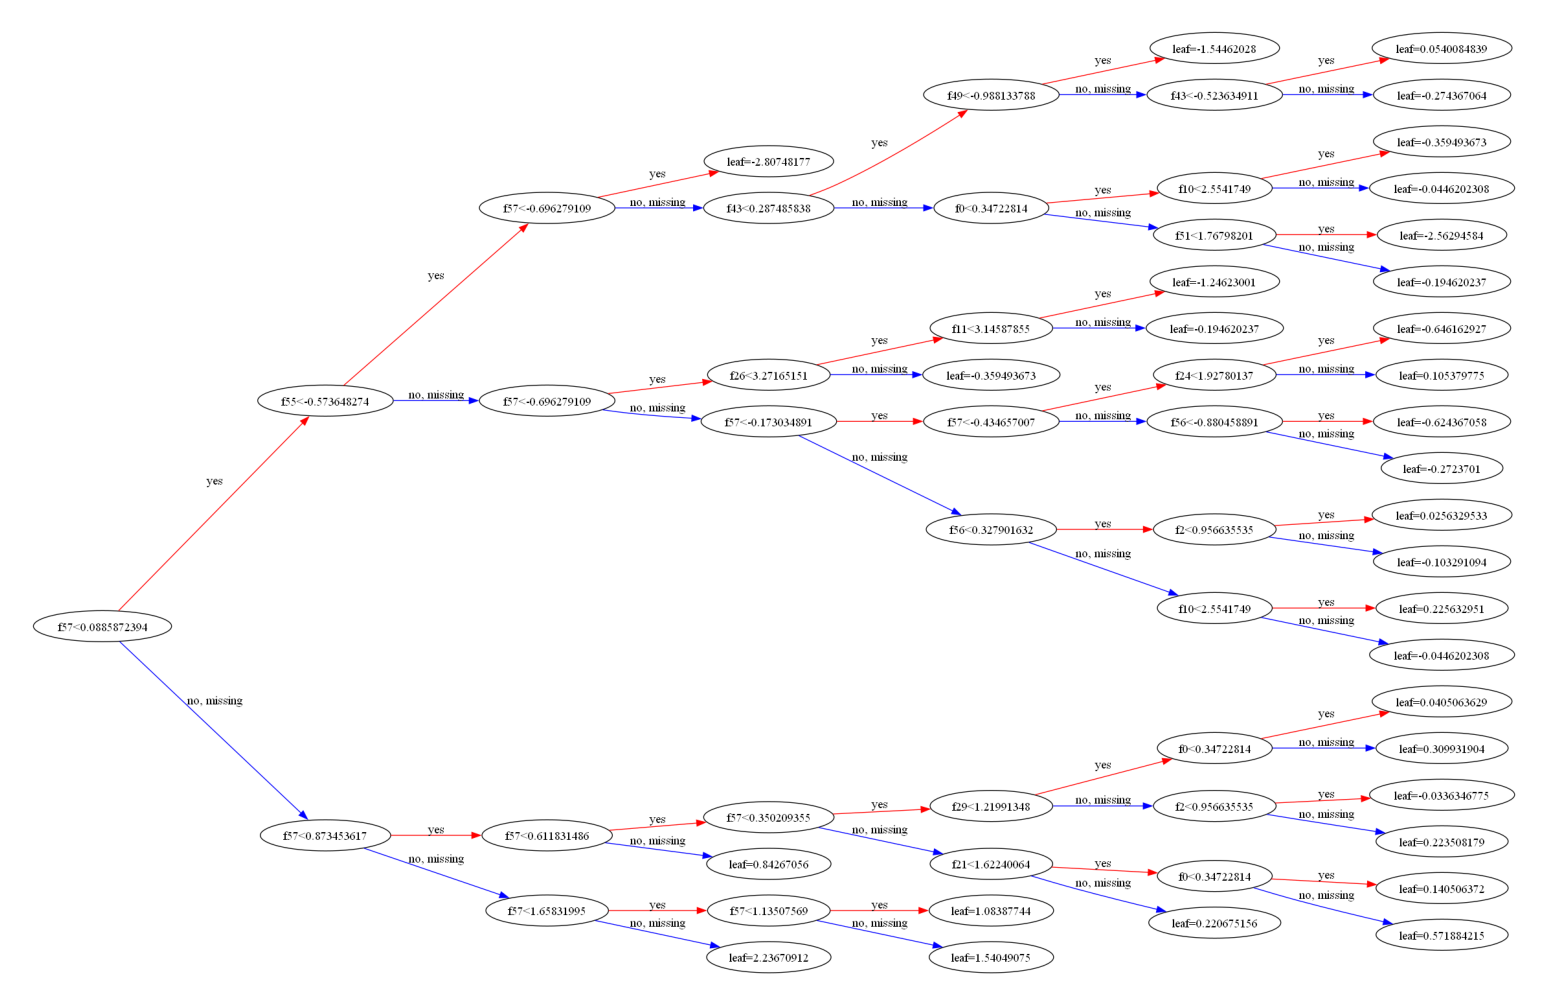 leaf=-1.54462028
yes
leaf=0.0540084839
yes
f49<-0.988133788
no, missing
f43<-0.523634911
no, missing
leaf=-0.274367064
yes
leaf=-0.359493673
yes
leaf=-2.80748177
yes
f10<2.5541749
no, missing
leaf=-0.0446202308
yes
f57<-0.696279109
no, missing
f43<0.287485838
no, missing
f0<0.34722814
no, missing
f51<1.76798201
yes
leaf=-2.56294584
no, missing
leaf=-0.194620237
yes
leaf=-1.24623001
yes
f11<3.14587855
no, missing
leaf=-0.194620237
yes
leaf=-0.646162927
yes
f26<3.27165151
no, missing
leaf=-0.359493673
f24<1.92780137
no, missing
leaf=0.105379775
yes
f55<-0.573648274
no, missing
f57<-0.696279109
no, missing
f57<-0.173034891
yes
f57<-0.434657007
yes
no, missing
f56<-0.880458891
yes
leaf=-0.624367058
no, missing
leaf=-0.2723701
no, missing
f56<0.327901632
yes
f2<0.956635535
yes
leaf=0.0256329533
no, missing
leaf=-0.103291094
no, missing
f10<2.5541749
yes
leaf=0.225632951
no, missing
leaf=-0.0446202308
yes
f57<0.0885872394
no, missing
leaf=0.0405063629
yes
f0<0.34722814
no, missing
leaf=0.309931904
yes
f29<1.21991348
no, missing
f2<0.956635535
yes
leaf=-0.0336346775
no, missing
leaf=0.223508179
yes
f57<0.350209355
no, missing
f57<0.873453617
yes
f57<0.611831486
yes
no, missing
leaf=0.84267056
f21<1.62240064
yes
f0<0.34722814
yes
leaf=0.140506372
no, missing
leaf=0.571884215
no, missing
leaf=0.220675156
no, missing
f57<1.65831995
yes
f57<1.13507569
yes
leaf=1.08387744
no, missing
leaf=2.23670912
no, missing
leaf=1.54049075